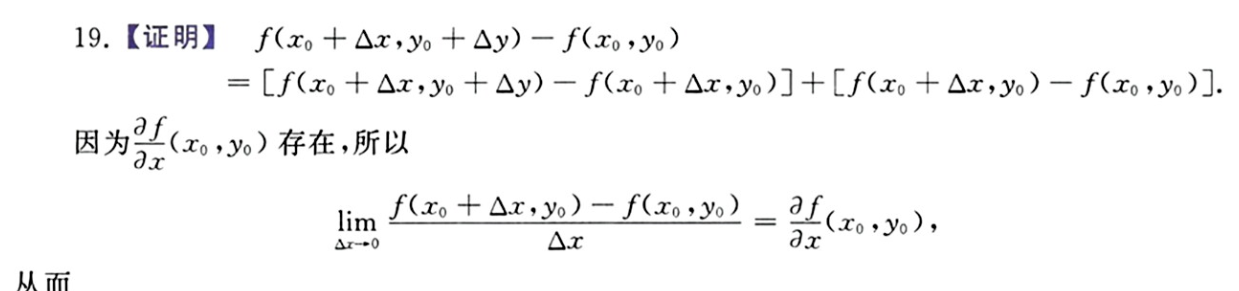 19.【证明】 f(x₀ + Δx, y₀ + Δy) − f(x₀, y₀)
= [f(x₀ + Δx, y₀ + Δy) − f(x₀ + Δx, y₀)] + [f(x₀ + Δx, y₀) − f(x₀, y₀)].
因为 ∂f/∂x (x₀, y₀) 存在,所以
lim_{Δx→0} (f(x₀ + Δx, y₀) − f(x₀, y₀))/Δx = ∂f/∂x (x₀, y₀),
从而